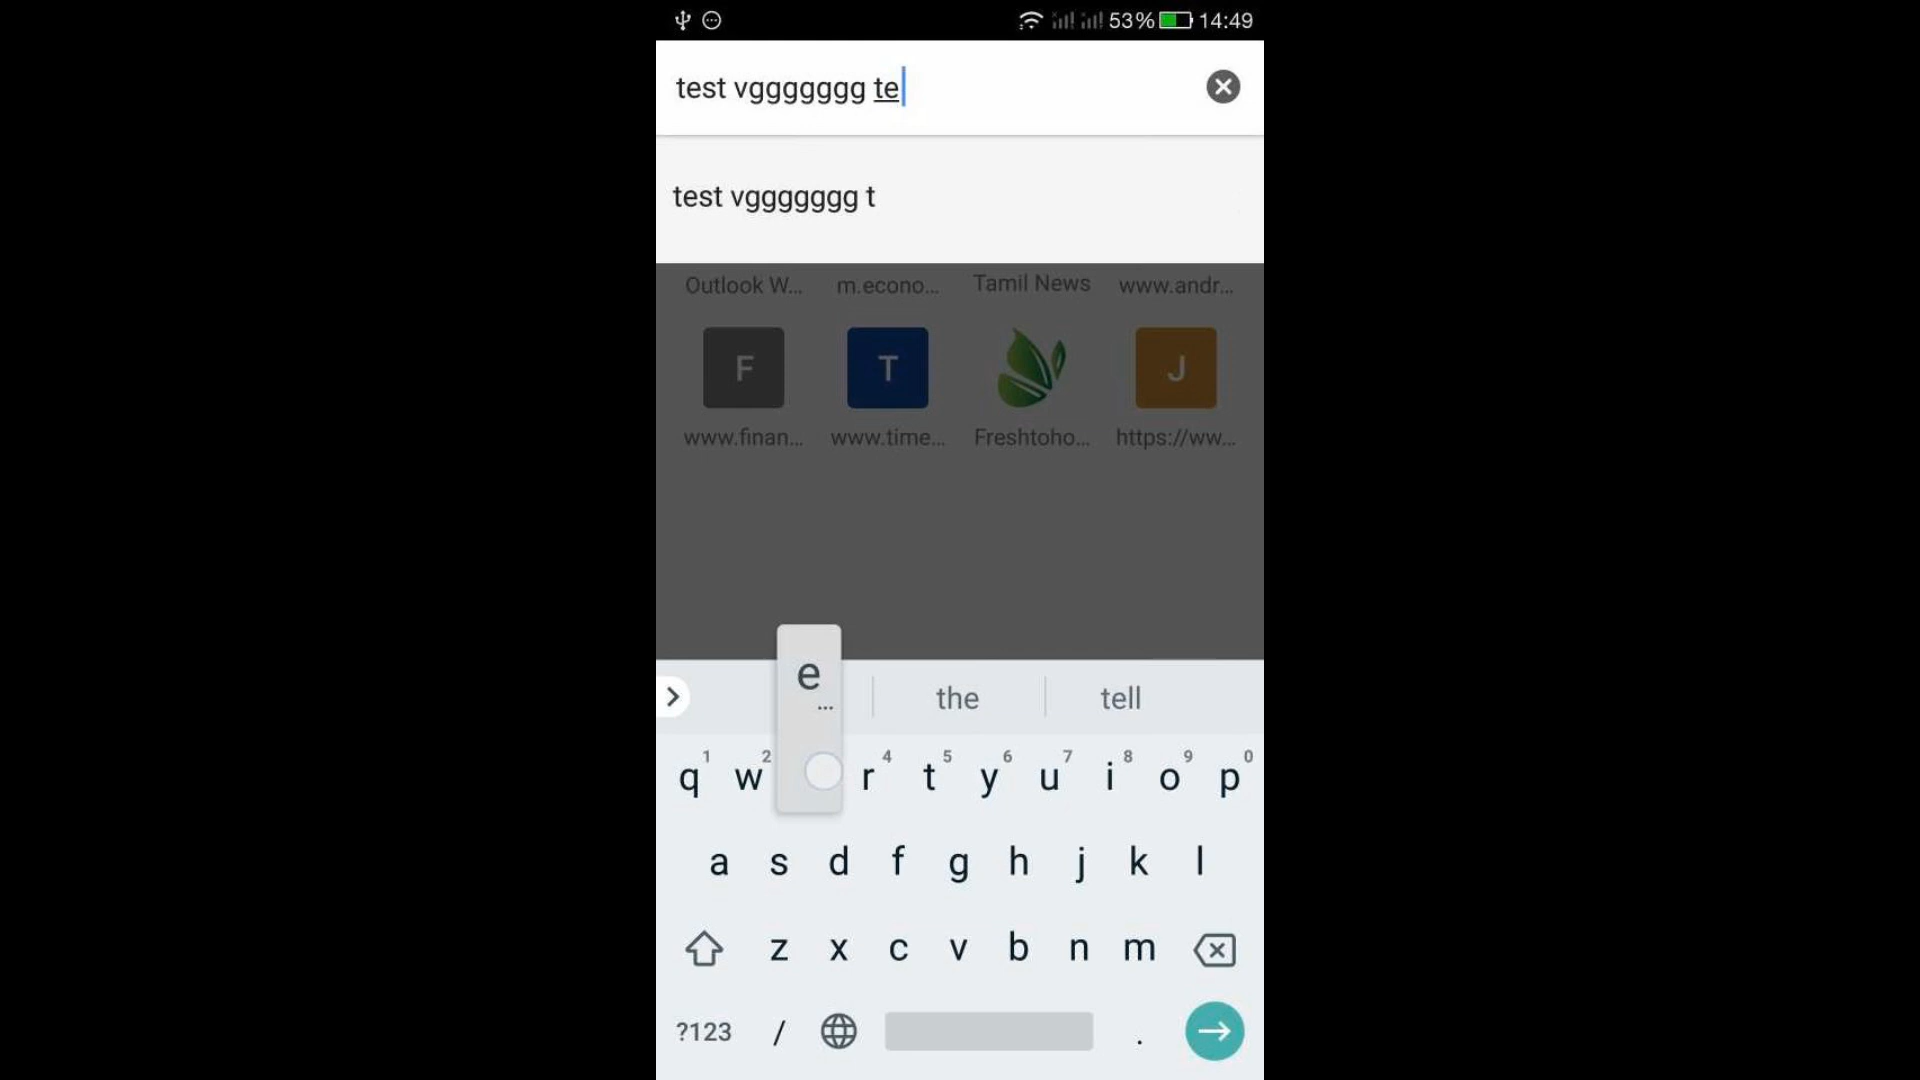 53% 14:49
test vggggggg te
test vggggggg t
Outlook W... m.econo... Tamil News www.andr...
F T J
www.finan... www.time... Freshtoho... https://ww...
e
...
the tell
1 2 4 5 6 7 8 9 0
q w r t y u i o p
a s d f g h j k l
z x c v b n m
?123 / .